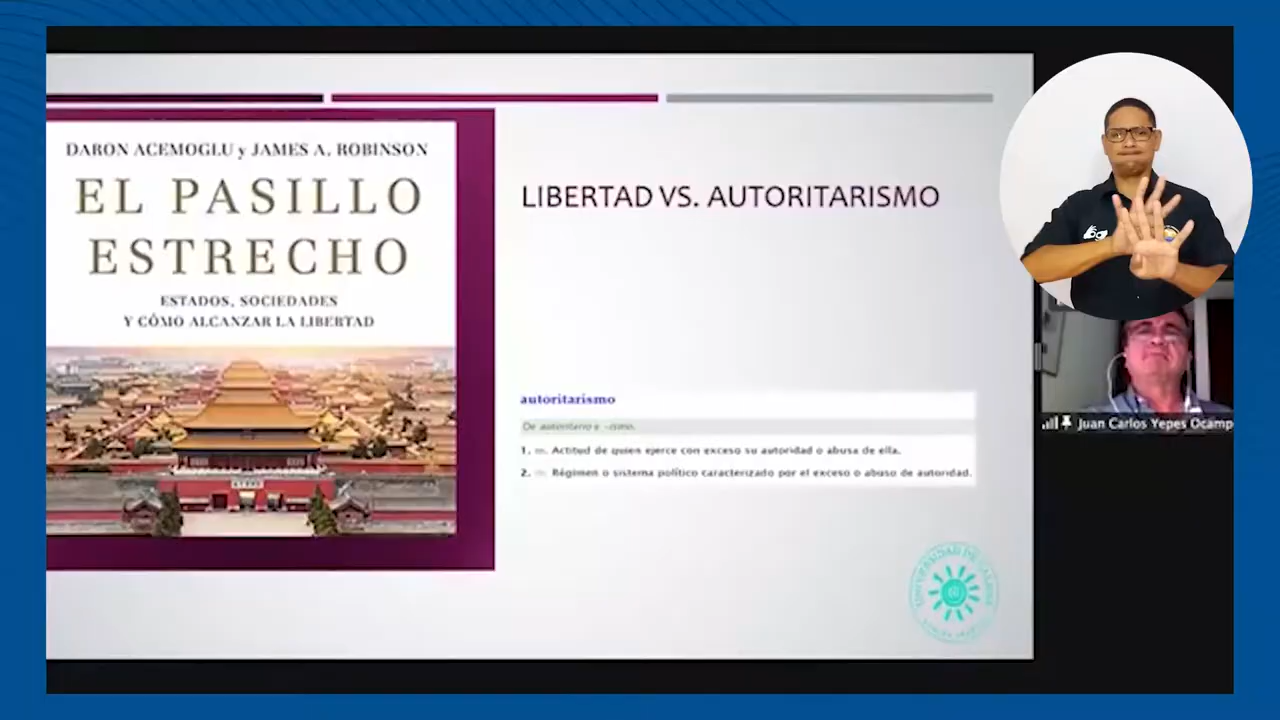 DARON ACEMOGLU y JAMES A. ROBINSON
EL PASILLO
ESTRECHO
ESTADOS, SOCIEDADES
Y CÓMO ALCANZAR LA LIBERTAD
LIBERTAD VS. AUTORITARISMO
autoritarismo
De autoritario e -ismo.
1. m. Actitud de quien ejerce con exceso su autoridad o abusa de ella.
2. m. Régimen o sistema político caracterizado por el exceso o abuso de autoridad.
UNIVERSIDAD DE
Juan Carlos Yepes Ocamp